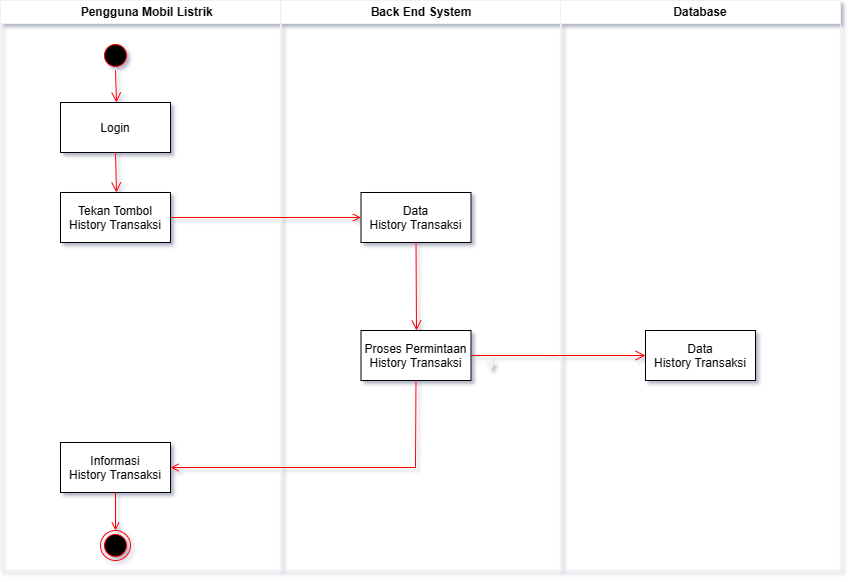 Pengguna Mobil Listrik
Back End System
Database
Login
Tekan Tombol
History Transaksi
Data
History Transaksi
Proses Permintaan
History Transaksi
Data
History Transaksi
Informasi
History Transaksi